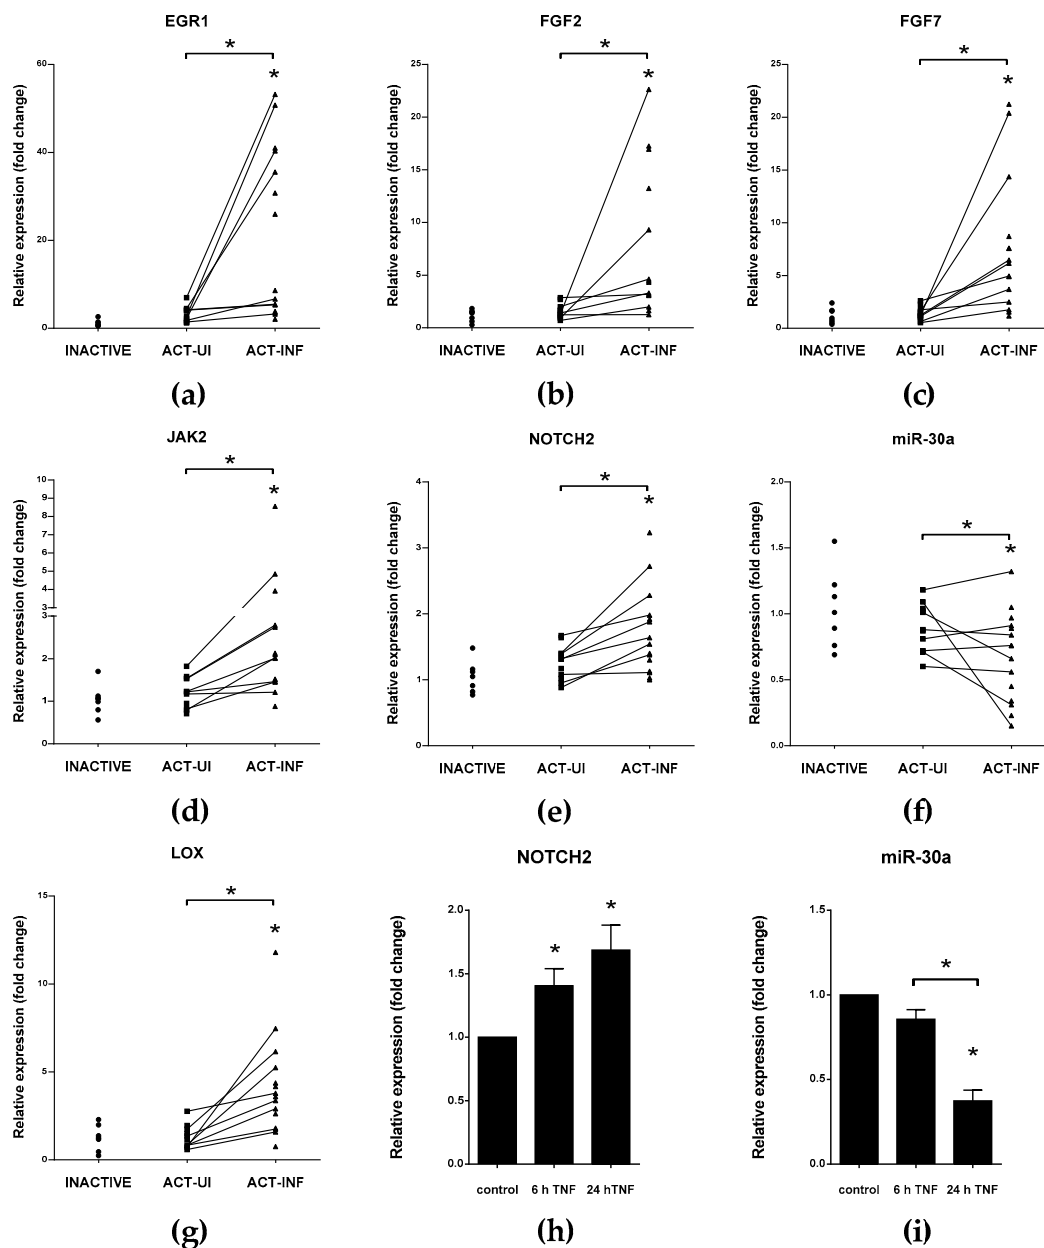 EGR1
*
*
Relative expression (fold change)
60
40
20
0
INACTIVE ACT-UI ACT-INF
(a)
FGF2
*
*
Relative expression (fold change)
25
20
15
10
5
0
INACTIVE ACT-UI ACT-INF
(b)
FGF7
*
*
Relative expression (fold change)
25
20
15
10
5
0
INACTIVE ACT-UI ACT-INF
(c)
JAK2
*
*
Relative expression (fold change)
10
9
8
7
6
5
4
3
3
2
1
0
INACTIVE ACT-UI ACT-INF
(d)
NOTCH2
*
*
Relative expression (fold change)
4
3
2
1
0
INACTIVE ACT-UI ACT-INF
(e)
miR-30a
*
*
Relative expression (fold change)
2.0
1.5
1.0
0.5
0.0
INACTIVE ACT-UI ACT-INF
(f)
LOX
*
*
Relative expression (fold change)
15
10
5
0
INACTIVE ACT-UI ACT-INF
(g)
NOTCH2
*
*
Relative expression (fold change)
2.0
1.5
1.0
0.5
0.0
control 6 h TNF 24 hTNF
(h)
miR-30a
*
*
Relative expression (fold change)
1.5
1.0
0.5
0.0
control 6 h TNF 24 h TNF
(i)